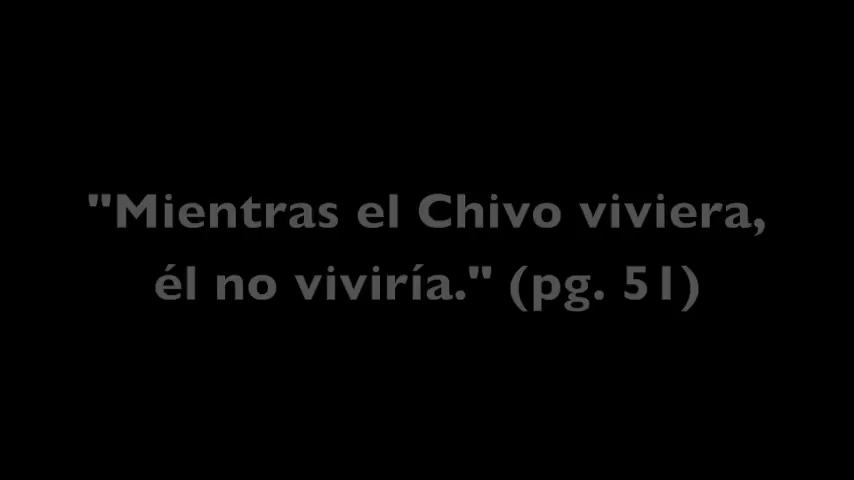 "Mientras el Chivo viviera,
él no viviría." (pg. 51)